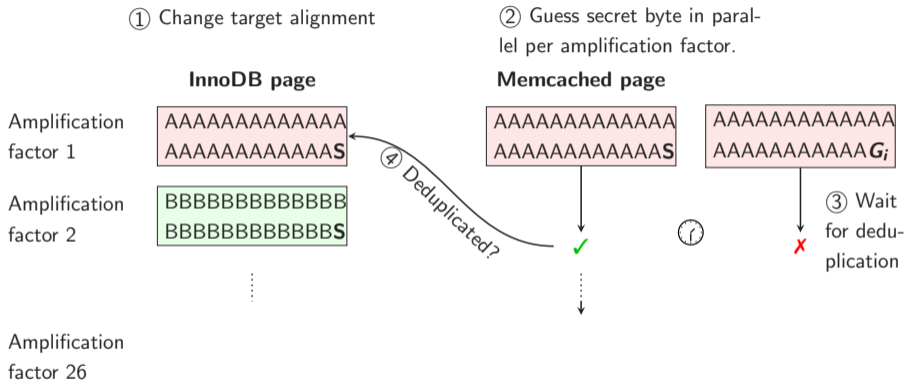 ① Change target alignment
② Guess secret byte in paral-
lel per amplification factor.
InnoDB page
Memcached page
Amplification
factor 1
AAAAAAAAAAAAA
AAAAAAAAAAAAS
AAAAAAAAAAAAA
AAAAAAAAAAAAS
AAAAAAAAAAAAA
AAAAAAAAAAAGᵢ
Amplification
factor 2
BBBBBBBBBBBBB
BBBBBBBBBBBBS
④ Deduplicated?
✓
✗
③ Wait
for dedu-
plication
Amplification
factor 26